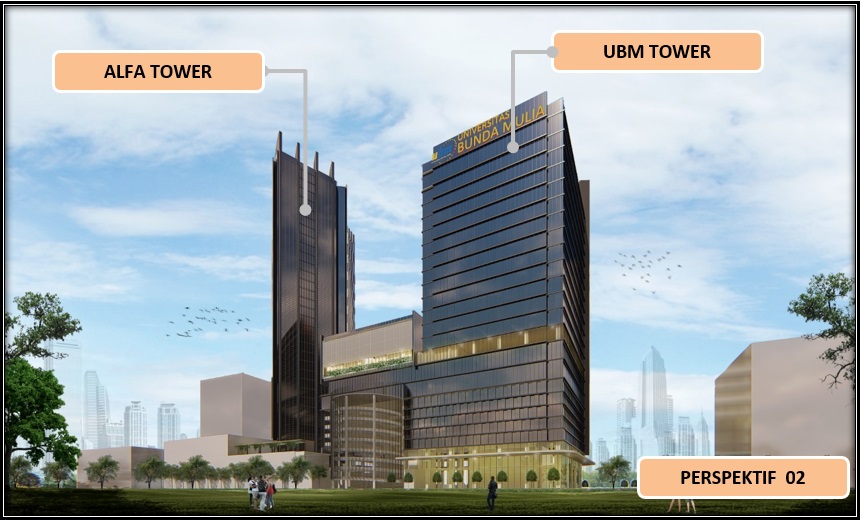 ALFA TOWER
UBM TOWER
UNIVERSITAS
BUNDA MULIA
PERSPEKTIF 02